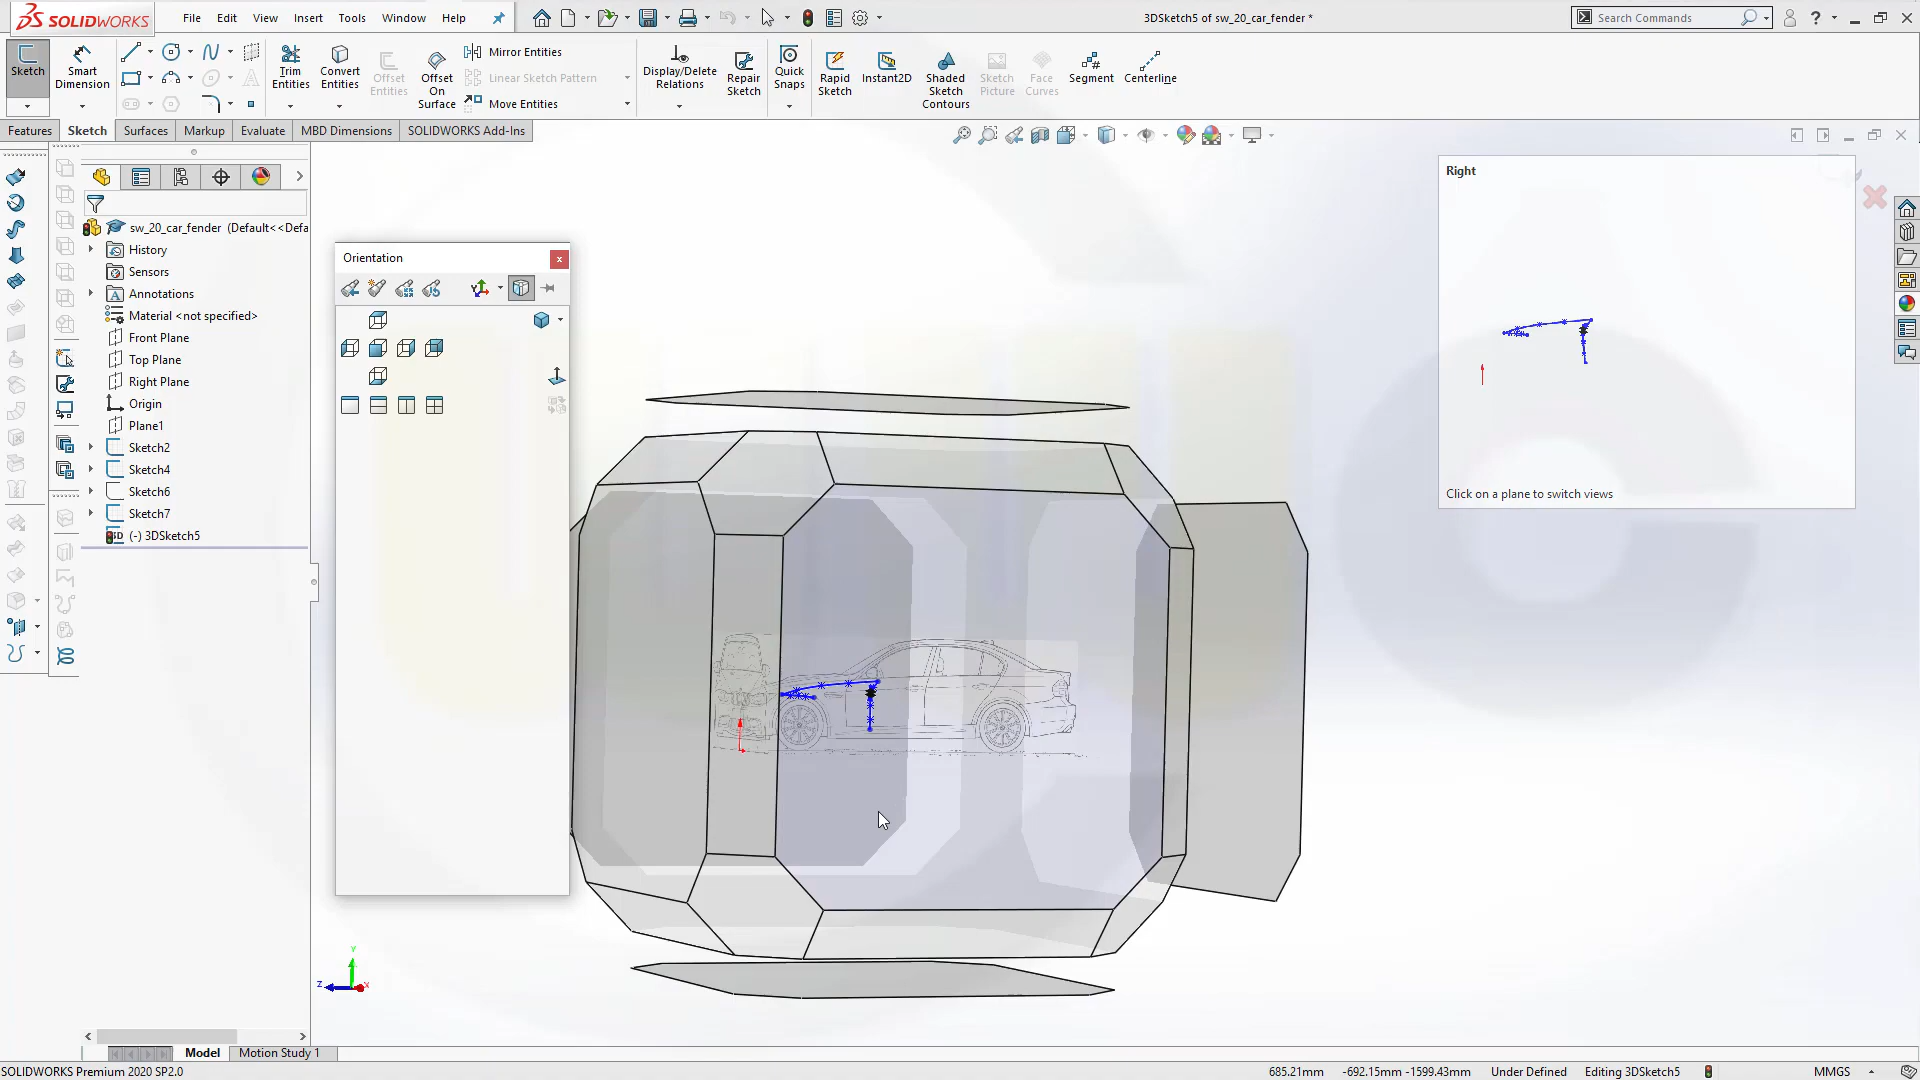 SOLIDWORKS
File Edit View Insert Tools Window Help
3DSketch5 of sw_20_car_fender *
Search Commands
Sketch
Smart Dimension
Trim Entities
Convert Entities
Offset Entities
Offset On Surface
Mirror Entities
Linear Sketch Pattern
Move Entities
Display/Delete Relations
Repair Sketch
Quick Snaps
Rapid Sketch
Instant2D
Shaded Sketch Contours
Sketch Picture
Face Curves
Segment
Centerline
Features Sketch Surfaces Markup Evaluate MBD Dimensions SOLIDWORKS Add-Ins
sw_20_car_fender (Default<<Defa
History
Sensors
Annotations
Material <not specified>
Front Plane
Top Plane
Right Plane
Origin
Plane1
Sketch2
Sketch4
Sketch6
Sketch7
(-) 3DSketch5
Orientation
Right
Click on a plane to switch views
Y
Z
X
Model Motion Study 1
SOLIDWORKS Premium 2020 SP2.0
685.21mm -692.15mm -1599.43mm Under Defined Editing 3DSketch5 MMGS